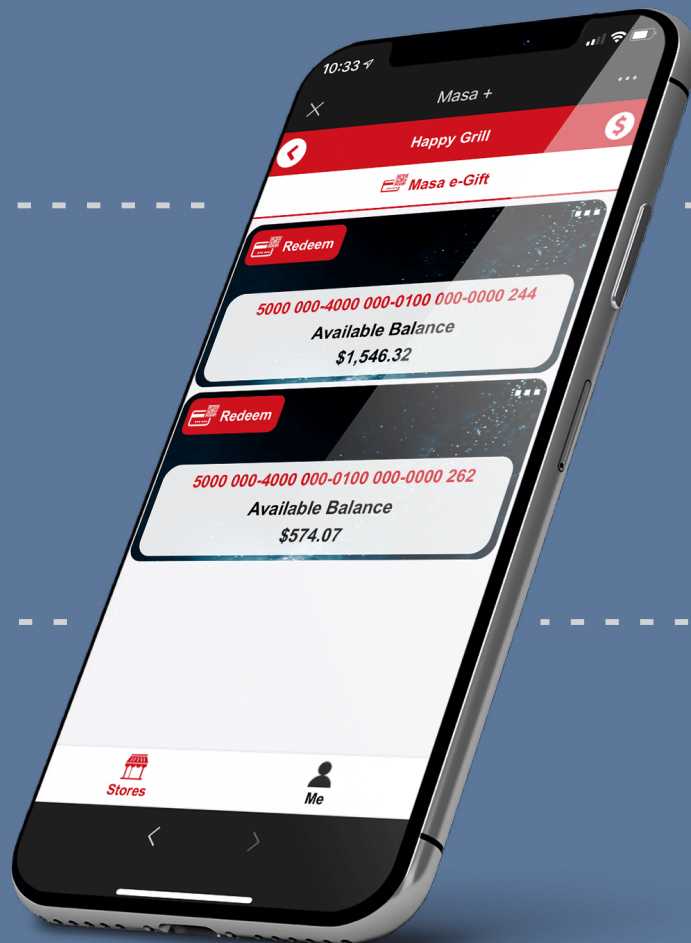 10:33
Masa +
Happy Grill
Masa e-Gift
Redeem
5000 000-4000 000-0100 000-0000 244
Available Balance
$1,546.32
Redeem
5000 000-4000 000-0100 000-0000 262
Available Balance
$574.07
Stores
Me